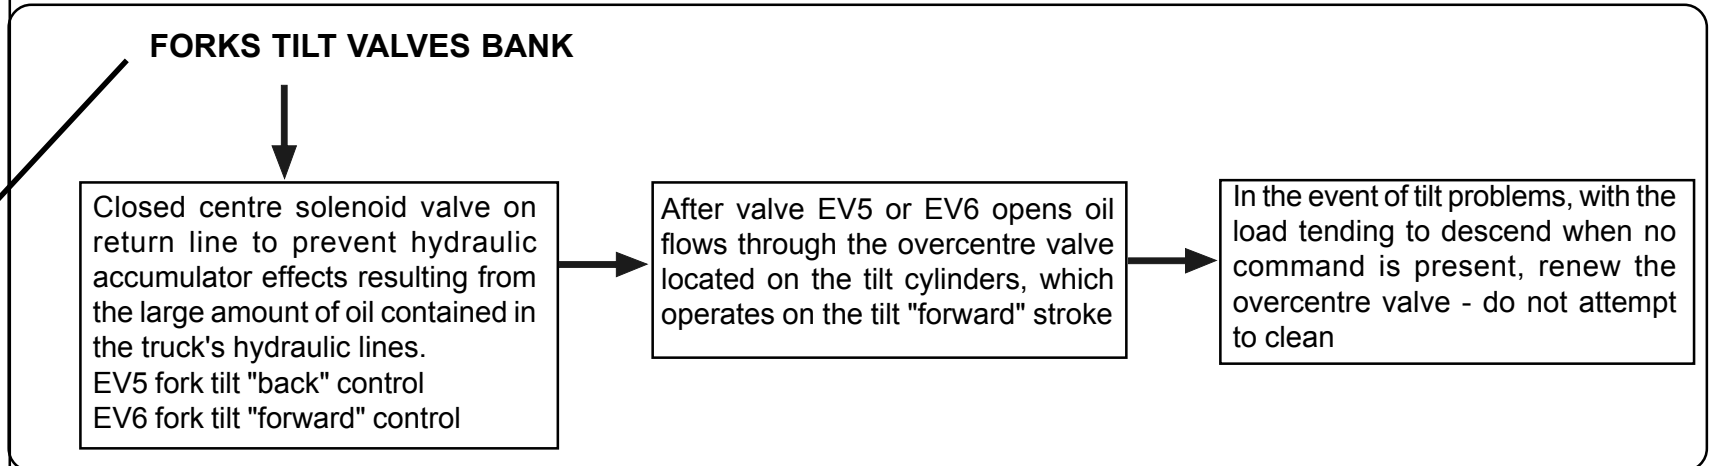 FORKS TILT VALVES BANK
Closed centre solenoid valve on
return line to prevent hydraulic
accumulator effects resulting from
the large amount of oil contained in
the truck's hydraulic lines.
EV5 fork tilt "back" control
EV6 fork tilt "forward" control
After valve EV5 or EV6 opens oil
flows through the overcentre valve
located on the tilt cylinders, which
operates on the tilt "forward" stroke
In the event of tilt problems, with the
load tending to descend when no
command is present, renew the
overcentre valve - do not attempt
to clean